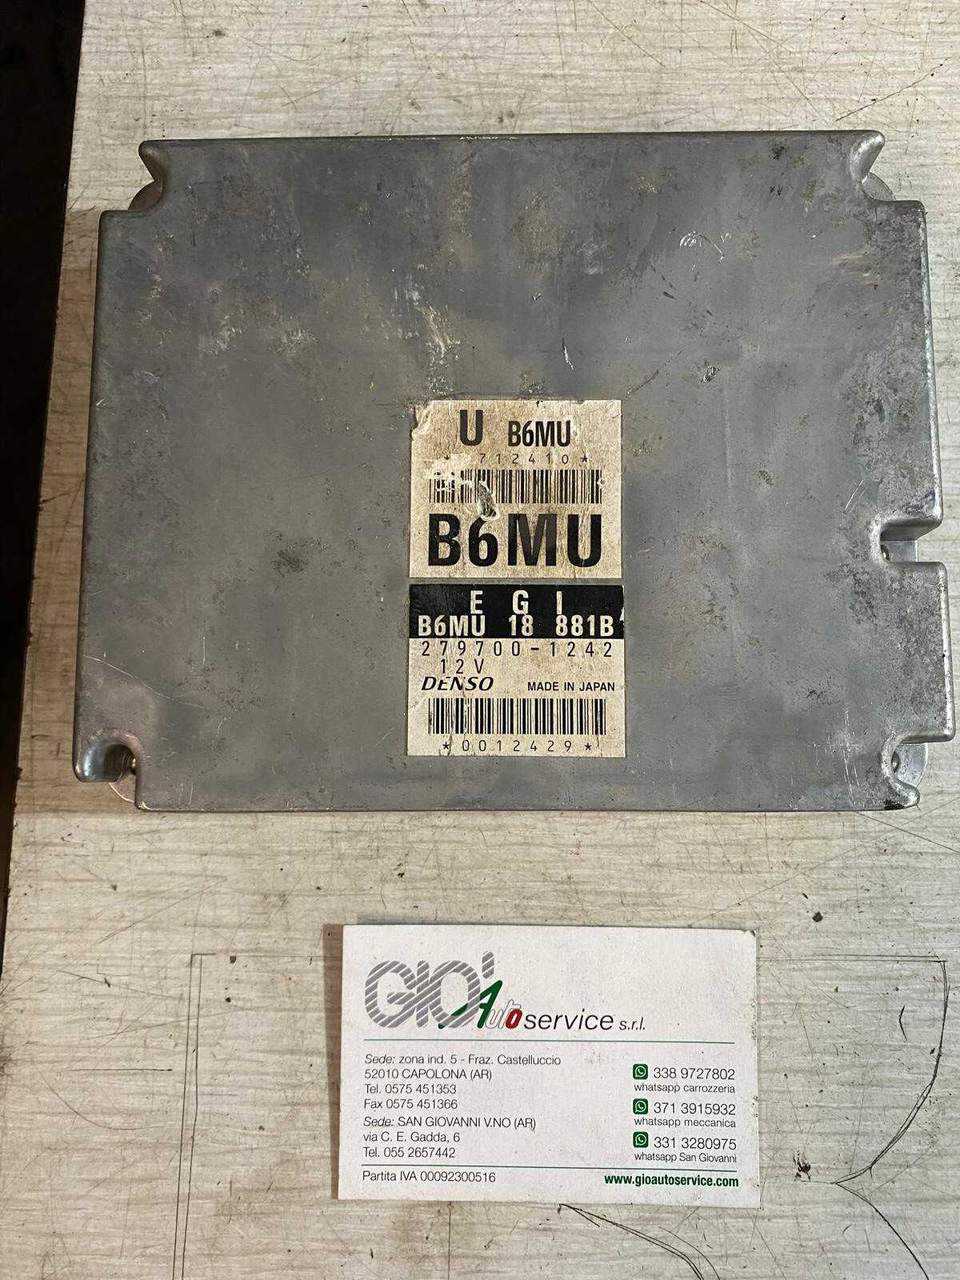 U B6MU
*712410*
B6MU
EGI
B6MU 18 881B
279700-1242
12V
DENSO MADE IN JAPAN
*0012429*
GIO' Autoservice s.r.l.
Sede: zona ind. 5 - Fraz. Castelluccio
52010 CAPOLONA (AR)
Tel. 0575 451353
Fax 0575 451366
Sede: SAN GIOVANNI V.NO (AR)
via C. E. Gadda, 6
Tel. 055 2657442
Partita IVA 00092300516
338 9727802
whatsapp carrozzeria
371 3915932
whatsapp meccanica
331 3280975
whatsapp San Giovanni
www.gioautoservice.com